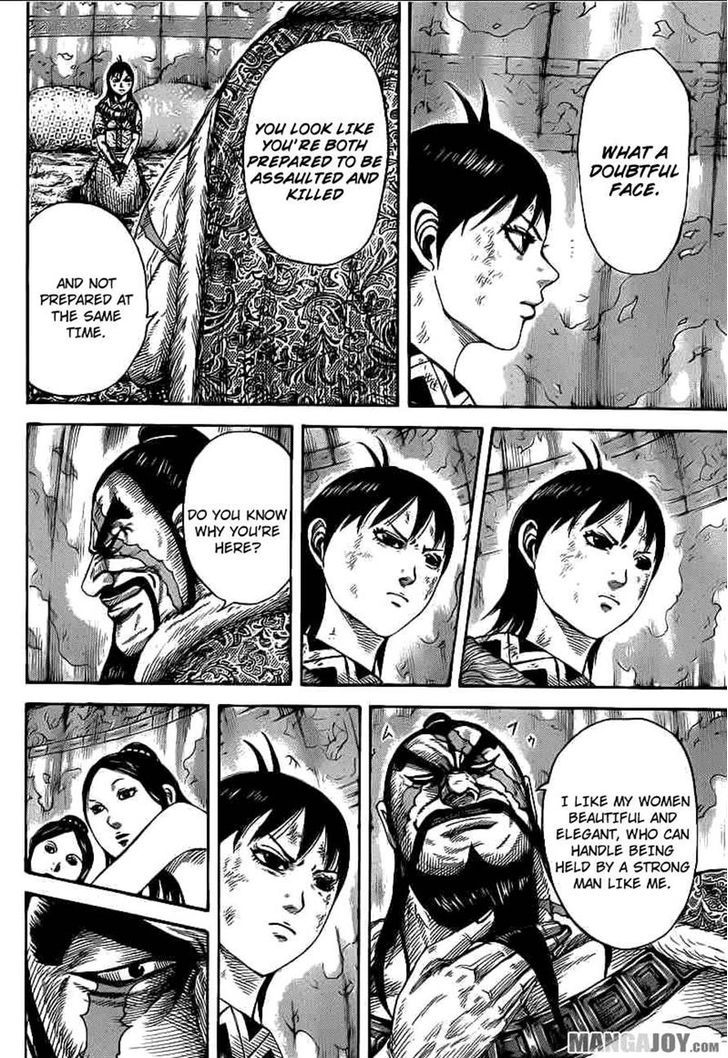 WHAT A
DOUBTFUL
FACE.
YOU LOOK LIKE
YOU'RE BOTH
PREPARED TO BE
ASSAULTED AND
KILLED
AND NOT
PREPARED AT
THE SAME
TIME.
DO YOU KNOW
WHY YOU'RE
HERE?
I LIKE MY WOMEN
BEAUTIFUL AND
ELEGANT, WHO CAN
HANDLE BEING
HELD BY A STRONG
MAN LIKE ME.
MANGAJOY.COM